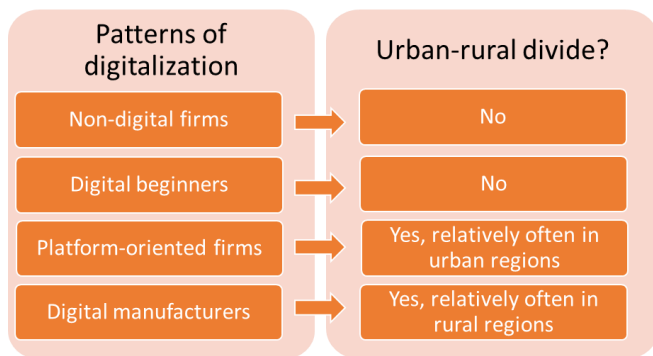 Patterns of
digitalization
Urban-rural divide?
Non-digital firms
No
Digital beginners
No
Platform-oriented firms
Yes, relatively often in
urban regions
Digital manufacturers
Yes, relatively often in
rural regions